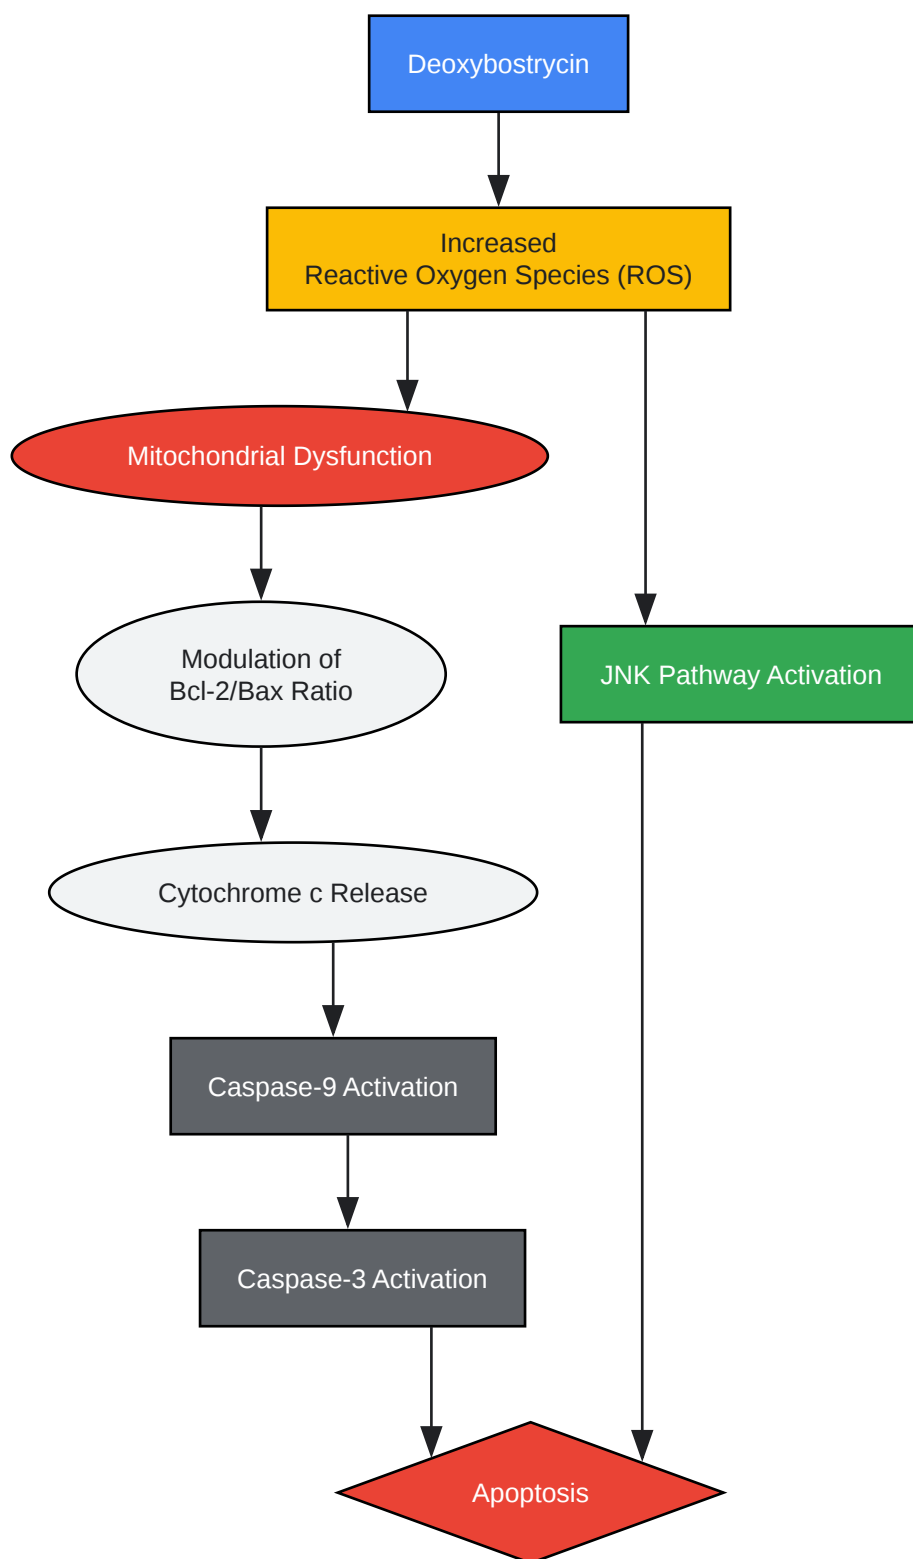 Deoxybostrycin
Increased
Reactive Oxygen Species (ROS)
Mitochondrial Dysfunction
Modulation of
Bcl-2/Bax Ratio
JNK Pathway Activation
Cytochrome c Release
Caspase-9 Activation
Caspase-3 Activation
Apoptosis